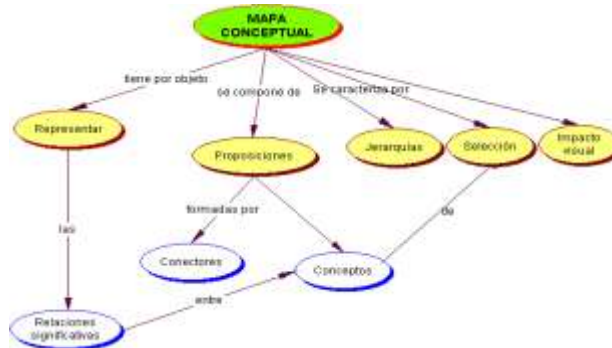 MAPA
CONCEPTUAL
tiene por objeto
se compone de
Se caracteriza por
Representar
Proposiciones
Jerarquías
Selección
Impacto
visual
formadas por
las
de
Conectores
Conceptos
entre
Relaciones
significativas